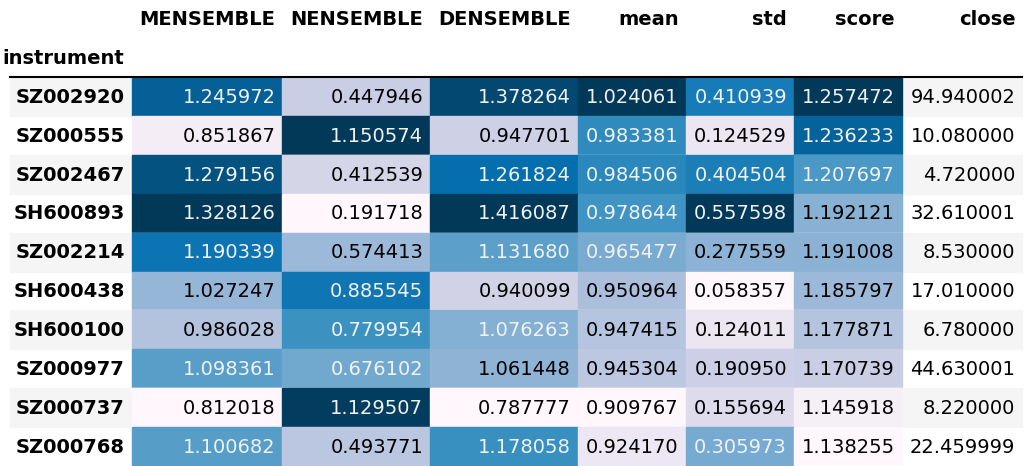 MENSEMBLE NENSEMBLE DENSEMBLE mean std score close
instrument
SZ002920 1.245972 0.447946 1.378264 1.024061 0.410939 1.257472 94.940002
SZ000555 0.851867 1.150574 0.947701 0.983381 0.124529 1.236233 10.080000
SZ002467 1.279156 0.412539 1.261824 0.984506 0.404504 1.207697 4.720000
SH600893 1.328126 0.191718 1.416087 0.978644 0.557598 1.192121 32.610001
SZ002214 1.190339 0.574413 1.131680 0.965477 0.277559 1.191008 8.530000
SH600438 1.027247 0.885545 0.940099 0.950964 0.058357 1.185797 17.010000
SH600100 0.986028 0.779954 1.076263 0.947415 0.124011 1.177871 6.780000
SZ000977 1.098361 0.676102 1.061448 0.945304 0.190950 1.170739 44.630001
SZ000737 0.812018 1.129507 0.787777 0.909767 0.155694 1.145918 8.220000
SZ000768 1.100682 0.493771 1.178058 0.924170 0.305973 1.138255 22.459999